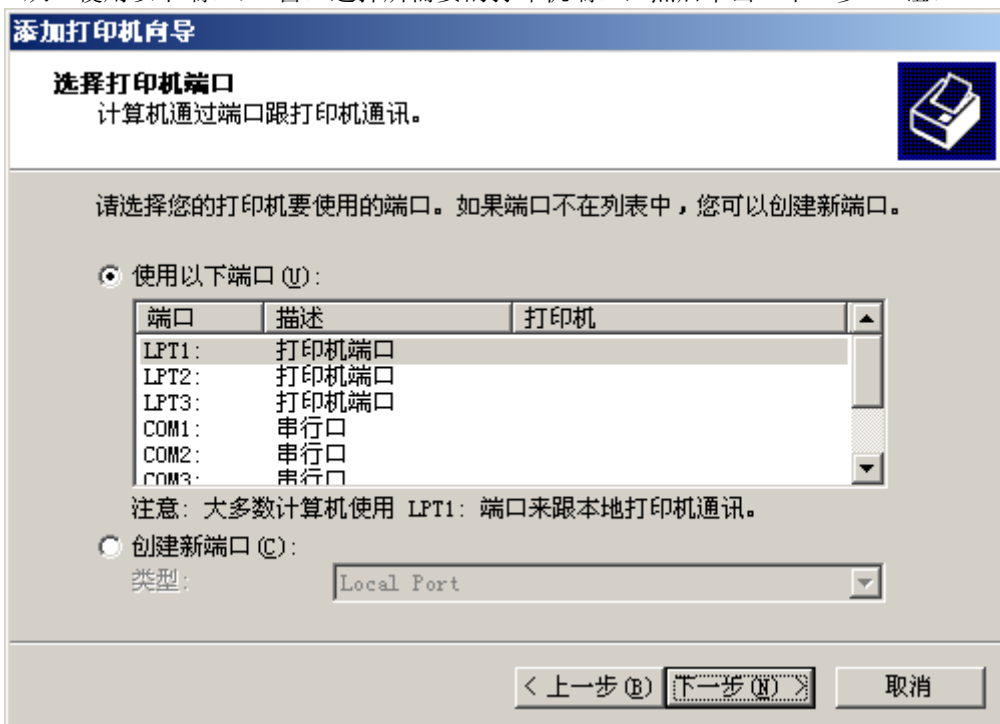 添加打印机向导
选择打印机端口
计算机通过端口跟打印机通讯。
请选择您的打印机要使用的端口。如果端口不在列表中，您可以创建新端口。
使用以下端口(U):
端口 描述 打印机
LPT1: 打印机端口
LPT2: 打印机端口
LPT3: 打印机端口
COM1: 串行口
COM2: 串行口
COM3: 串行口
注意: 大多数计算机使用 LPT1: 端口来跟本地打印机通讯。
创建新端口(C):
类型: Local Port
< 上一步(B) 下一步(N) > 取消